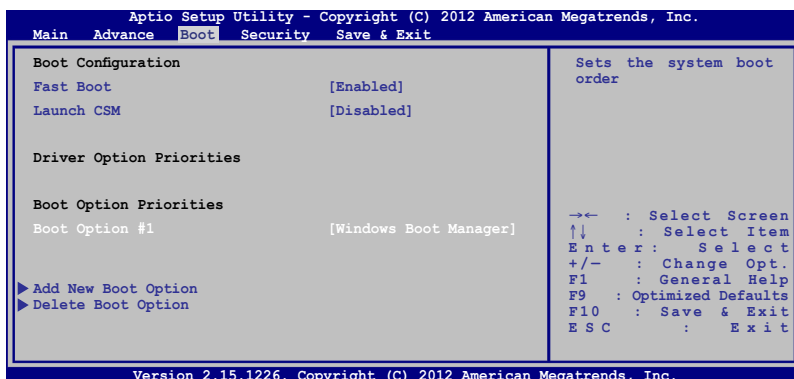 Aptio Setup Utility - Copyright (C) 2012 American Megatrends, Inc.
Main Advance Boot Security Save & Exit
Boot Configuration
Fast Boot [Enabled]
Launch CSM [Disabled]
Driver Option Priorities
Boot Option Priorities
Boot Option #1 [Windows Boot Manager]
Add New Boot Option
Delete Boot Option
Sets the system boot
order
→← : Select Screen
↑↓ : Select Item
Enter: Select
+/— : Change Opt.
F1 : General Help
F9 : Optimized Defaults
F10 : Save & Exit
ESC : Exit
Version 2.15.1226. Copyright (C) 2012 American Megatrends, Inc.